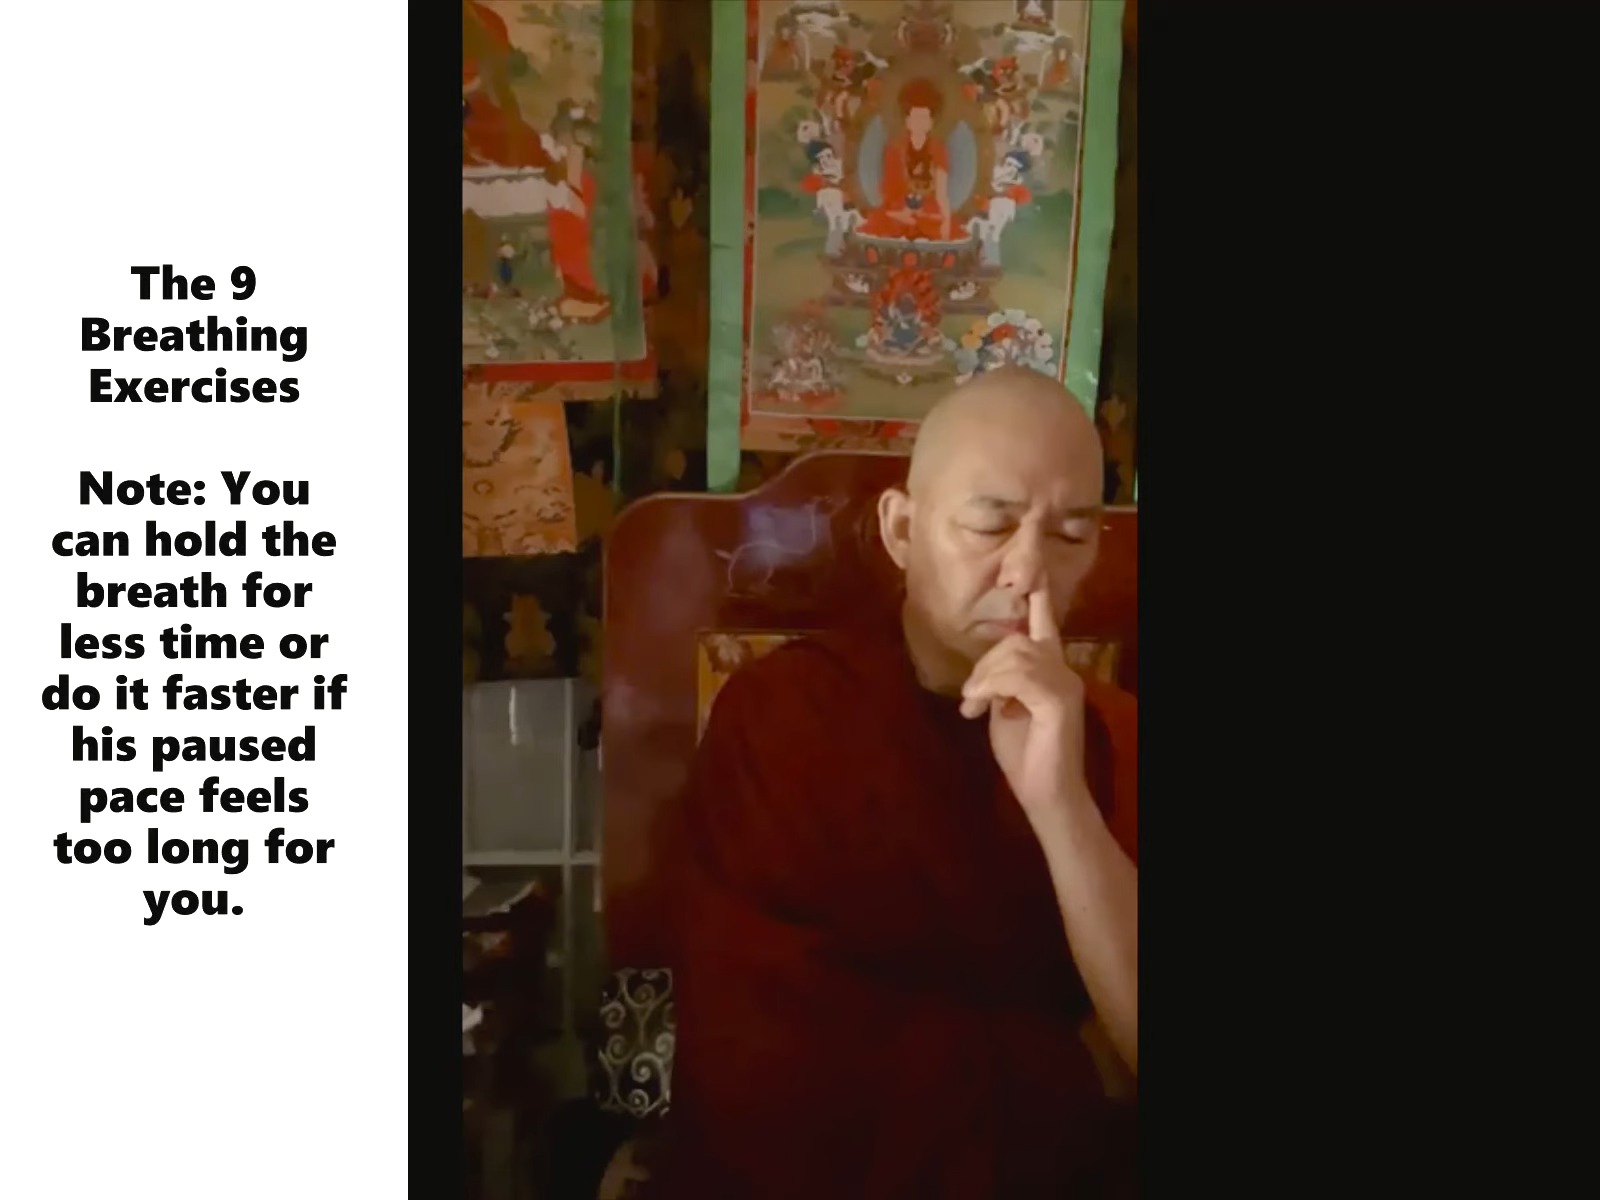 The 9
Breathing
Exercises
Note: You
can hold the
breath for
less time or
do it faster if
his paused
pace feels
too long for
you.